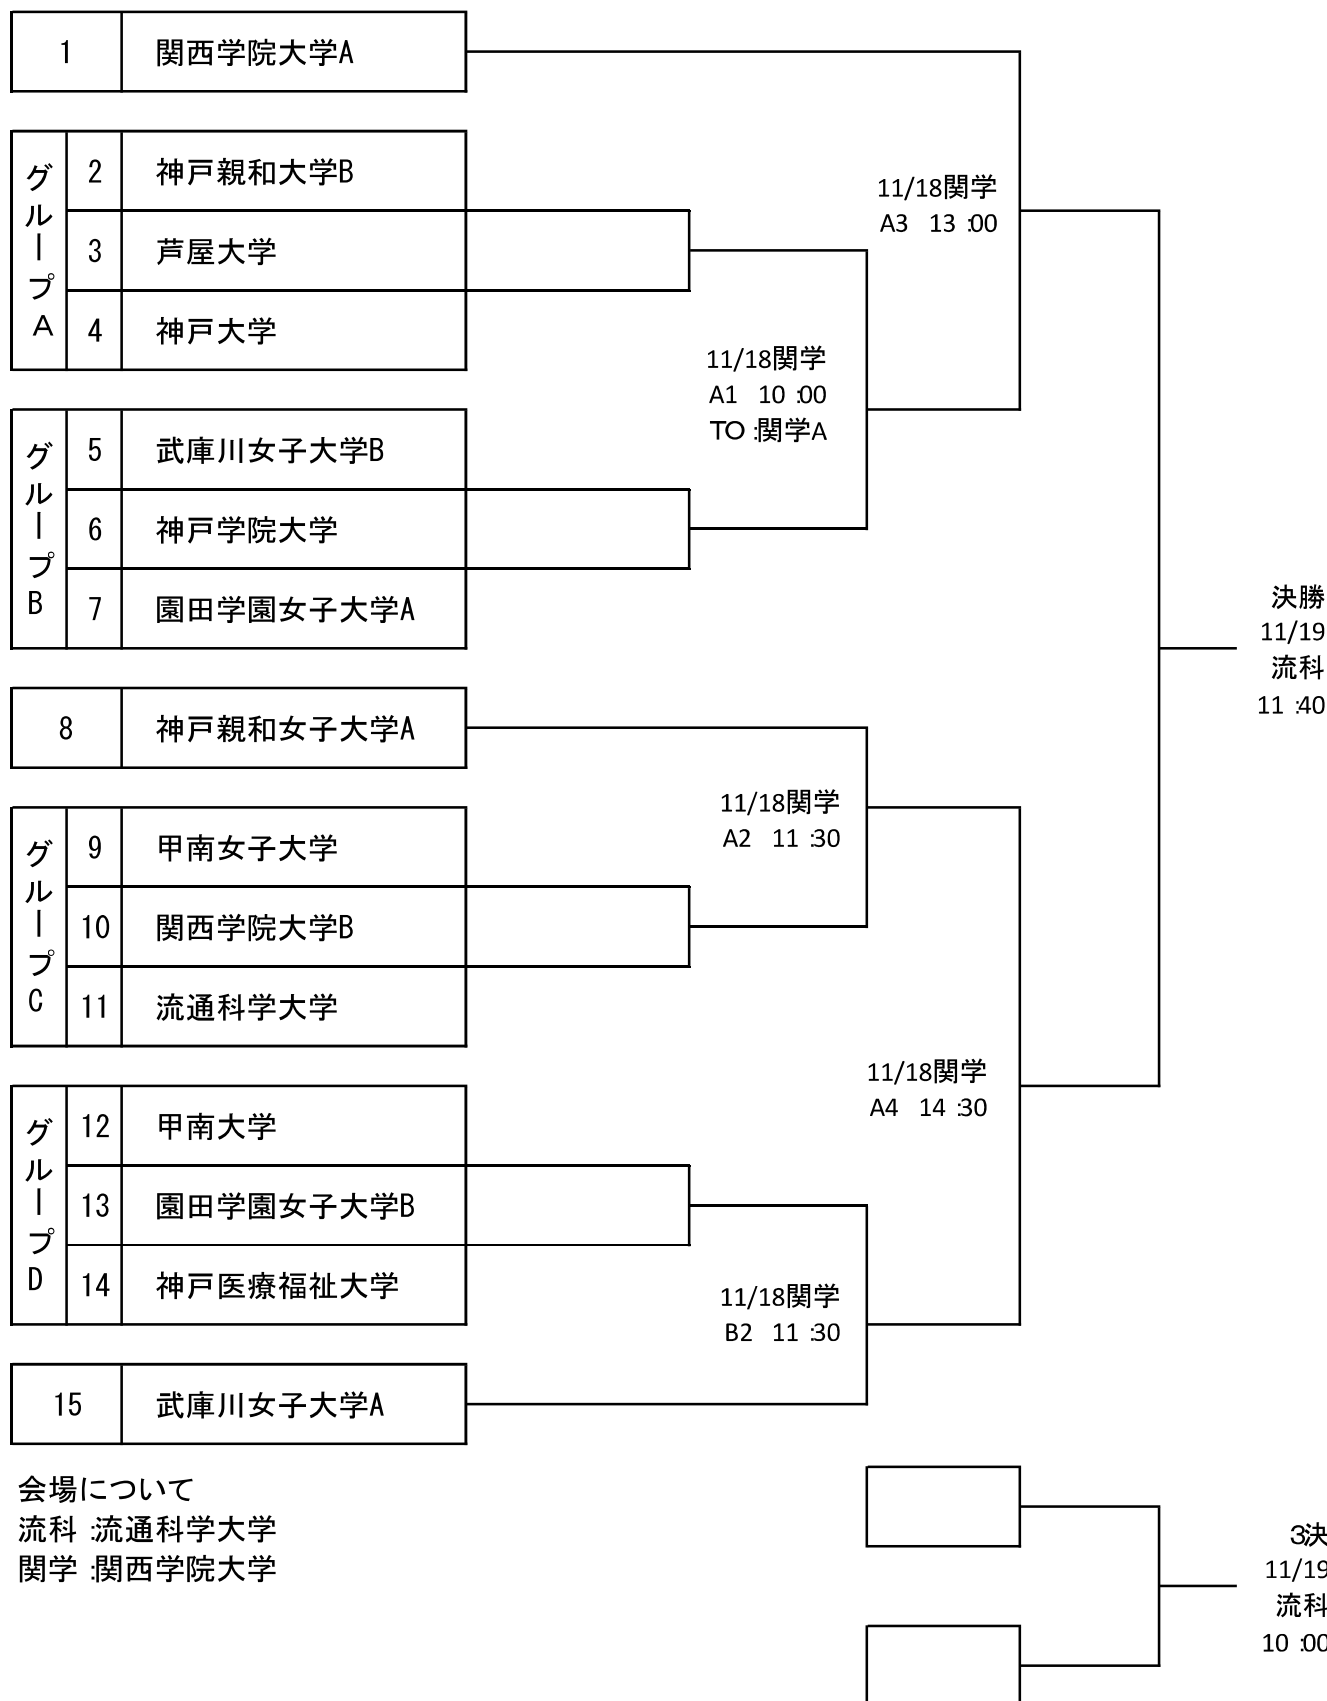 1 関西学院大学A
グループA
2 神戸親和大学B
3 芦屋大学
4 神戸大学
11/18関学
A3 13:00
11/18関学
A1 10:00
TO:関学A
グループB
5 武庫川女子大学B
6 神戸学院大学
7 園田学園女子大学A
決勝
11/19
流科
11:40
8 神戸親和女子大学A
11/18関学
A2 11:30
グループC
9 甲南女子大学
10 関西学院大学B
11 流通科学大学
11/18関学
A4 14:30
グループD
12 甲南大学
13 園田学園女子大学B
14 神戸医療福祉大学
11/18関学
B2 11:30
15 武庫川女子大学A
会場について
流科:流通科学大学
関学:関西学院大学
3決
11/19
流科
10:00